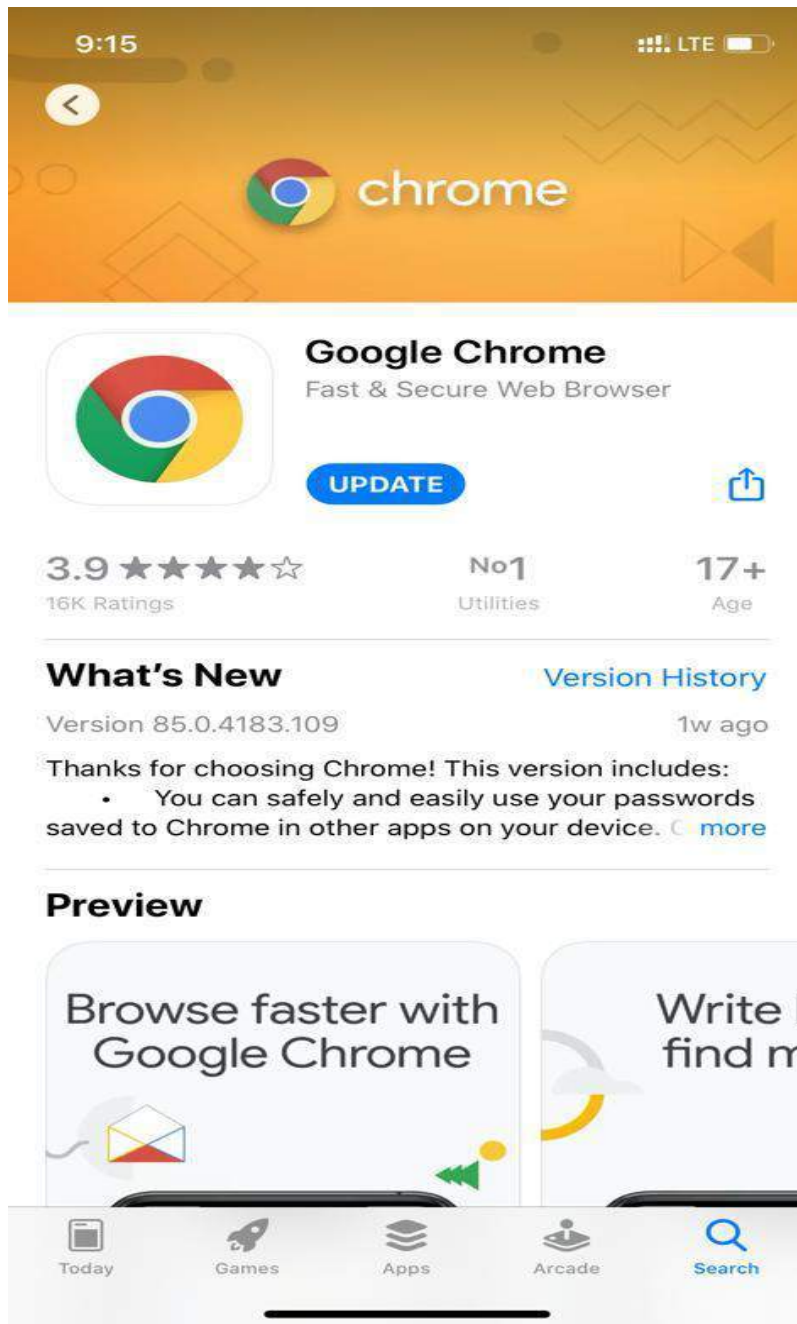 9:15
LTE
chrome
Google Chrome
Fast & Secure Web Browser
UPDATE
3.9
No1
17+
16K Ratings
Utilities
Age
What's New
Version History
Version 85.0.4183.109
1w ago
Thanks for choosing Chrome! This version includes:
• You can safely and easily use your passwords
saved to Chrome in other apps on your device.
more
Preview
Browse faster with
Google Chrome
Write
find
Today
Games
Apps
Arcade
Search